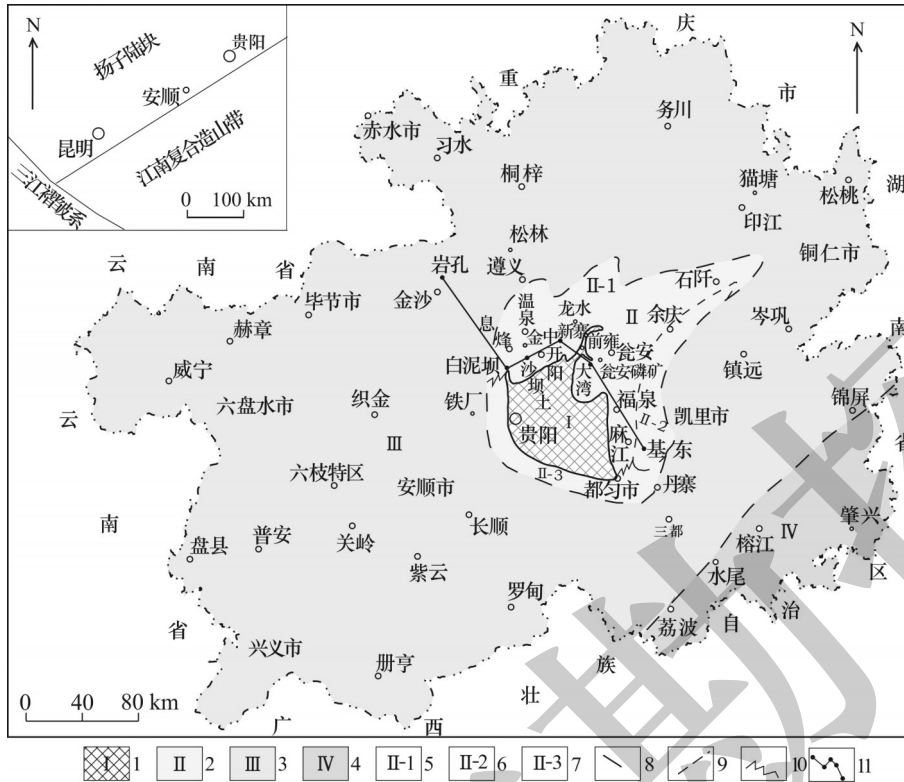 N
扬子陆块
贵阳
安顺
昆明
江南复合造山带
三江褶皱系
0 100 km
N
重
庆
市
湖
南
省
赤水市
习水
务川
桐梓
猫塘
松桃
印江
松林
铜仁市
云 南 省
岩孔
遵义
II-1
石阡
毕节市
金沙
温泉
龙水
II
余庆
岑巩
赫章
息烽
金中
新寨
前雍
瓮安
威宁
白泥坝
沙坝土
开阳
大湾
瓮安磷矿
镇远
六盘水市
织金
铁厂
福泉
锦屏
云
南
省
III
贵阳
I
麻江
II-2
凯里市
基东
六枝特区
II-3
安顺市
都匀市
丹寨
长顺
三都
榕江
IV
肇兴
盘县
普安
关岭
紫云
水尾
罗甸
荔波
兴义市
册亨
广 西 壮 族 自 治 区
0 40 80 km
I 1 II 2 III 3 IV 4 II-1 5 II-2 6 II-3 7 8 9 10 11
勘